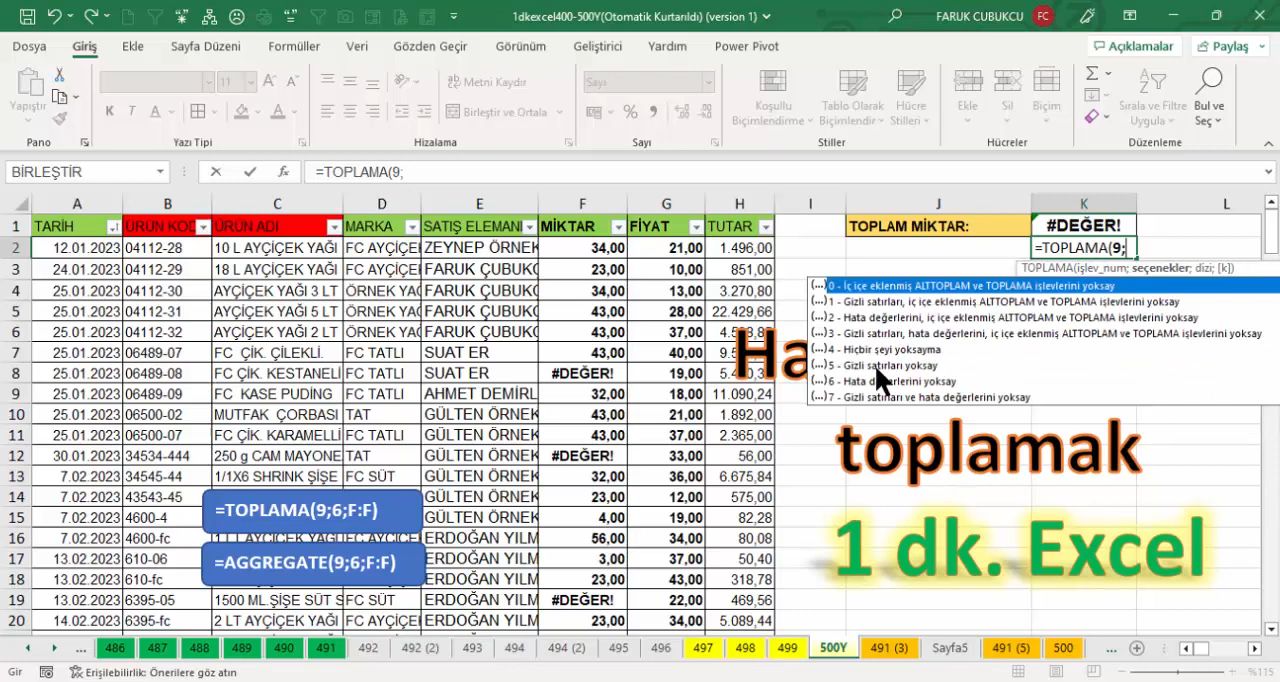 1dkexcel400-500Y(Otomatik Kurtarıldı) (version 1)
FARUK CUBUKCU FC
Dosya Giriş Ekle Sayfa Düzeni Formüller Veri Gözden Geçir Görünüm Geliştirici Yardım Power Pivot Açıklamalar Paylaş
Yapıştır
11
Metni Kaydır
Birleştir ve Ortala
Sayı
Koşullu Biçimlendirme
Tablo Olarak Biçimlendir
Hücre Stilleri
Ekle Sil Biçim
Sırala ve Filtre Uygula
Bul ve Seç
Pano Yazı Tipi Hizalama Sayı Stiller Hücreler Düzenleme
BİRLEŞTİR =TOPLAMA(9;
A B C D E F G H I J K L
1 TARİH ÜRÜN KOD ÜRÜN ADI MARKA SATIŞ ELEMANI MİKTAR FİYAT TUTAR TOPLAM MİKTAR: #DEĞER!
2 12.01.2023 04112-28 10 L AYÇİÇEK YAĞI FC AYÇİÇEI ZEYNEP ÖRNEK 34,00 21,00 1.496,00 =TOPLAMA(9;
3 24.01.2023 04112-29 18 L AYÇİÇEK YAĞI FC AYÇİÇEI FARUK ÇUBUKC 23,00 10,00 851,00
4 25.01.2023 04112-30 AYÇİÇEK YAĞI 3 LT ÖRNEK YAĞ FARUK ÇUBUKC 34,00 13,00 3.270,80
5 25.01.2023 04112-31 AYÇİÇEK YAĞI 5 LT ÖRNEK YAĞ FARUK ÇUBUKC 43,00 28,00 22.429,66
6 25.01.2023 04112-32 AYÇİÇEK YAĞI 2 LT ÖRNEK YAĞ FARUK ÇUBUKC 43,00 37,00
7 25.01.2023 06489-07 FC ÇİK. ÇİLEKLİ. FC TATLI SUAT ER 43,00 40,00
8 25.01.2023 06489-08 FC ÇİK. KESTANELİ FC TATLI SUAT ER #DEĞER! 19,00
9 25.01.2023 06489-09 FC KASE PUDİNG FC TATLI AHMET DEMİRL 32,00 18,00 11.090,24
10 25.01.2023 06500-02 MUTFAK ÇORBASI TAT GÜLTEN ÖRNEK 43,00 21,00 1.892,00
11 25.01.2023 06500-07 FC ÇİK. KARAMELLİ FC TATLI GÜLTEN ÖRNEK 43,00 37,00 2.365,00
12 30.01.2023 34534-444 250 g CAM MAYONE TAT GÜLTEN ÖRNEK #DEĞER! 33,00 56,00
13 7.02.2023 34545-44 1/1X6 SHRINK ŞİŞE FC SÜT GÜLTEN ÖRNEK 32,00 36,00 6.675,84
14 7.02.2023 43543-45 GÜLTEN ÖRNEK 23,00 12,00 575,00
15 7.02.2023 4600-4 GÜLTEN ÖRNEK 4,00 19,00 82,28
16 7.02.2023 4600-fc ERDOĞAN YILM 56,00 34,00 80,08
17 13.02.2023 610-06 ERDOĞAN YILM 3,00 37,00 50,40
18 13.02.2023 610-fc ERDOĞAN YILM 23,00 43,00 318,78
19 13.02.2023 6395-05 1500 ML.ŞİŞE SÜT S FC SÜT ERDOĞAN YILM #DEĞER! 22,00 469,56
20 14.02.2023 6395-fc 2 LT AYÇİÇEK YAĞI FC AYÇİÇEI ERDOĞAN YILM 23,00 34,00 5.089,44
TOPLAMA(işlev_num; seçenekler; dizi; [k])
(...)0 - İç içe eklenmiş ALTTOPLAM ve TOPLAMA işlevlerini yoksay
(...)1 - Gizli satırları, iç içe eklenmiş ALTTOPLAM ve TOPLAMA işlevlerini yoksay
(...)2 - Hata değerlerini, iç içe eklenmiş ALTTOPLAM ve TOPLAMA işlevlerini yoksay
(...)3 - Gizli satırları, hata değerlerini, iç içe eklenmiş ALTTOPLAM ve TOPLAMA işlevlerini yoksay
(...)4 - Hiçbir şeyi yoksayma
(...)5 - Gizli satırları yoksay
(...)6 - Hata değerlerini yoksay
(...)7 - Gizli satırları ve hata değerlerini yoksay
Ha
toplamak
1 dk. Excel
=TOPLAMA(9;6;F:F)
=AGGREGATE(9;6;F:F)
... 486 487 488 489 490 491 492 492 (2) 493 494 494 (2) 495 496 497 498 499 500Y 491 (3) Sayfa5 491 (5) 500 ...
Gir Erişilebilirlik: Önerilere göz atın %115